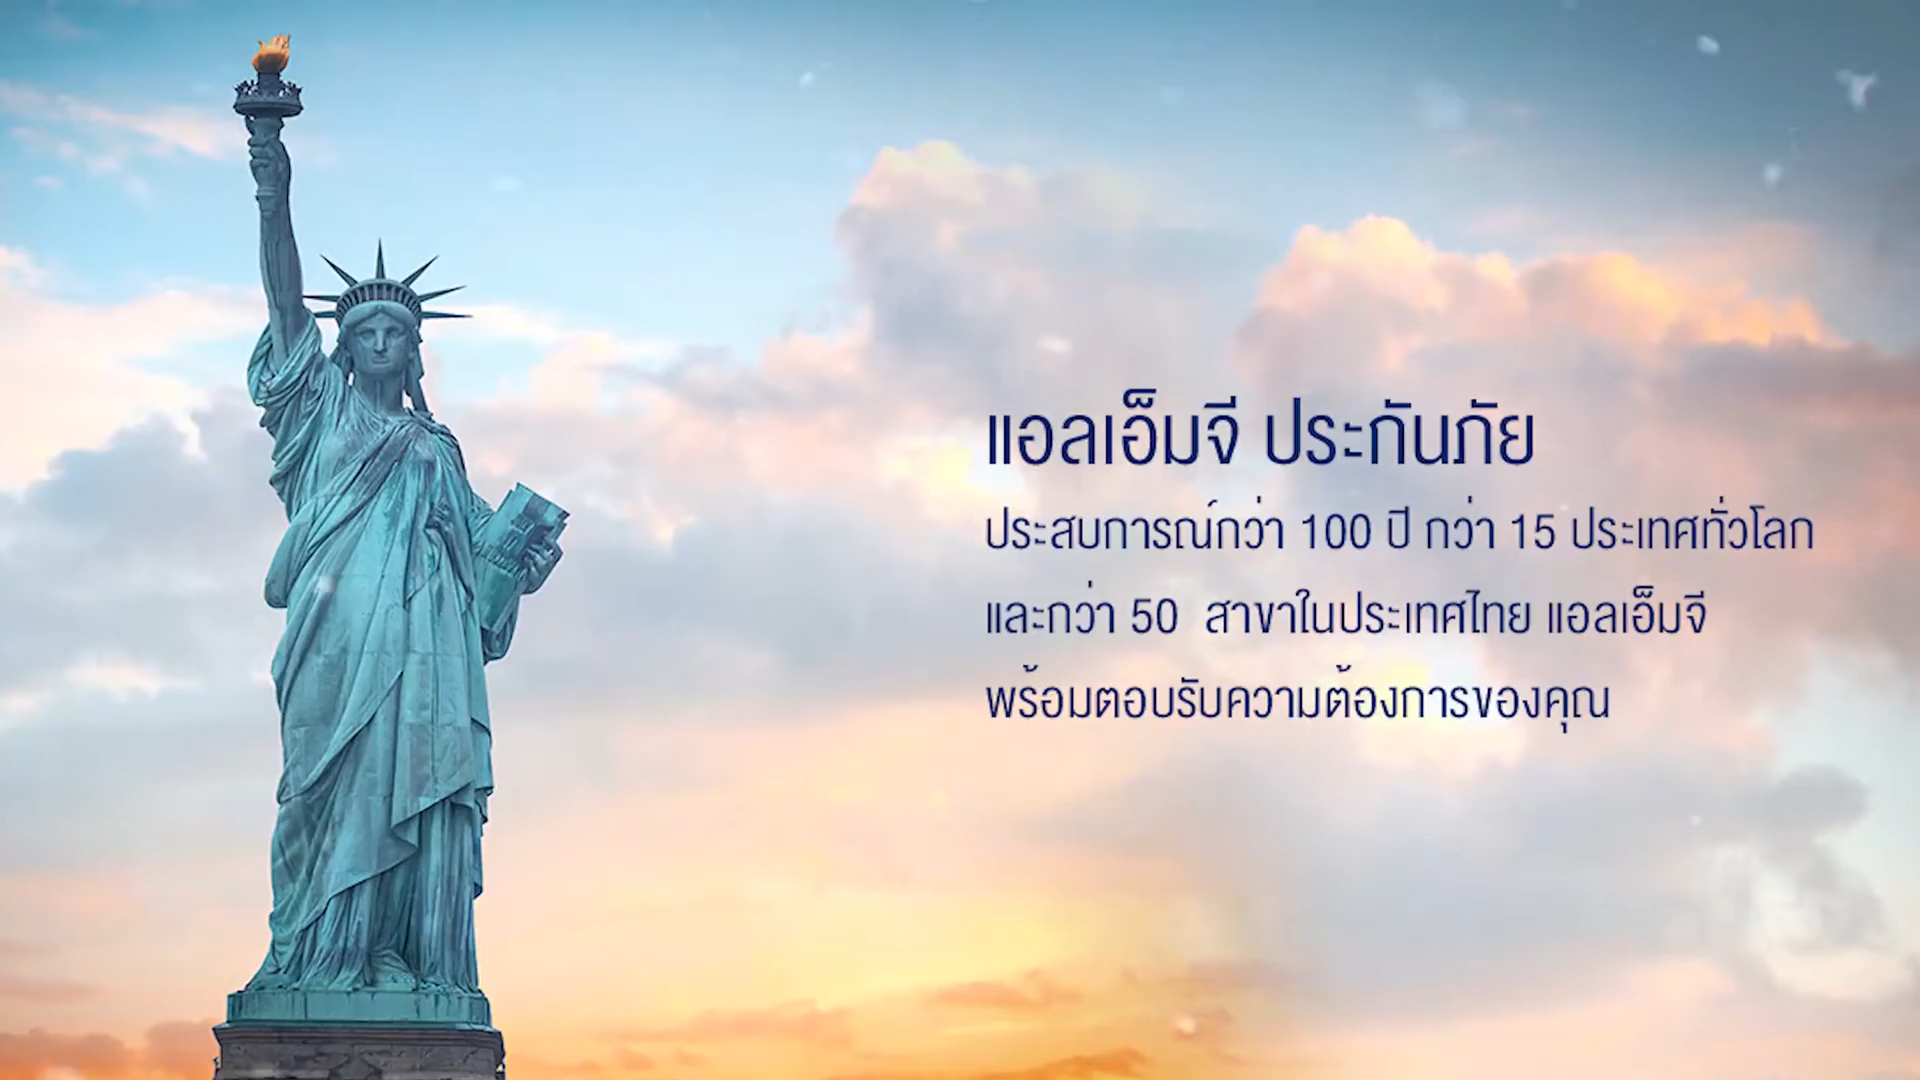 แอลเอ็มจี ประกันภัย
ประสบการณ์กว่า 100 ปี กว่า 15 ประเทศทั่วโลก
และกว่า 50 สาขาในประเทศไทย แอลเอ็มจี
พร้อมตอบรับความต้องการของคุณ